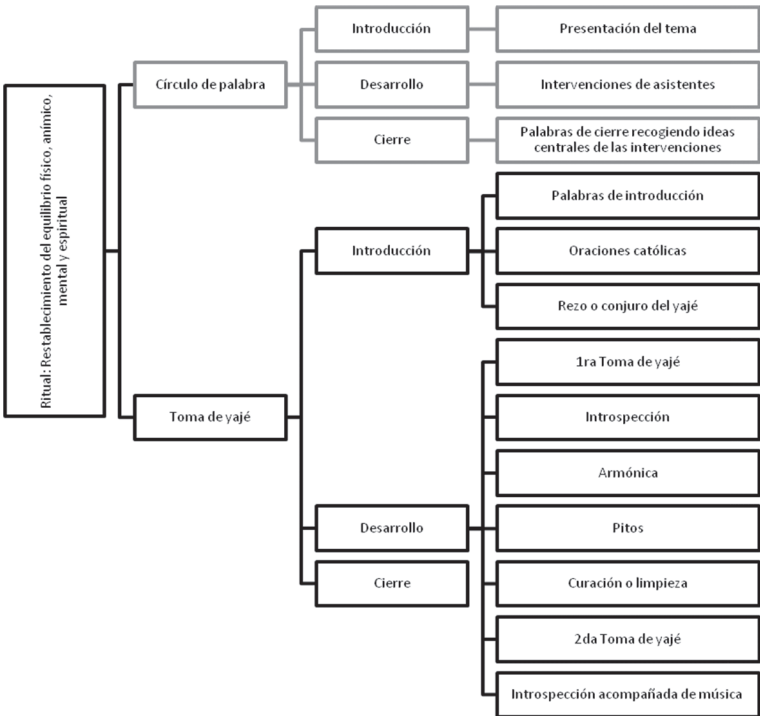 Ritual: Restablecimiento del equilibrio físico, anímico,
mental y espiritual
Círculo de palabra
Introducción
Presentación del tema
Desarrollo
Intervenciones de asistentes
Cierre
Palabras de cierre recogiendo ideas
centrales de las intervenciones
Toma de yajé
Introducción
Palabras de introducción
Oraciones católicas
Rezo o conjuro del yajé
Desarrollo
1ra Toma de yajé
Introspección
Armónica
Pitos
Curación o limpieza
2da Toma de yajé
Introspección acompañada de música
Cierre